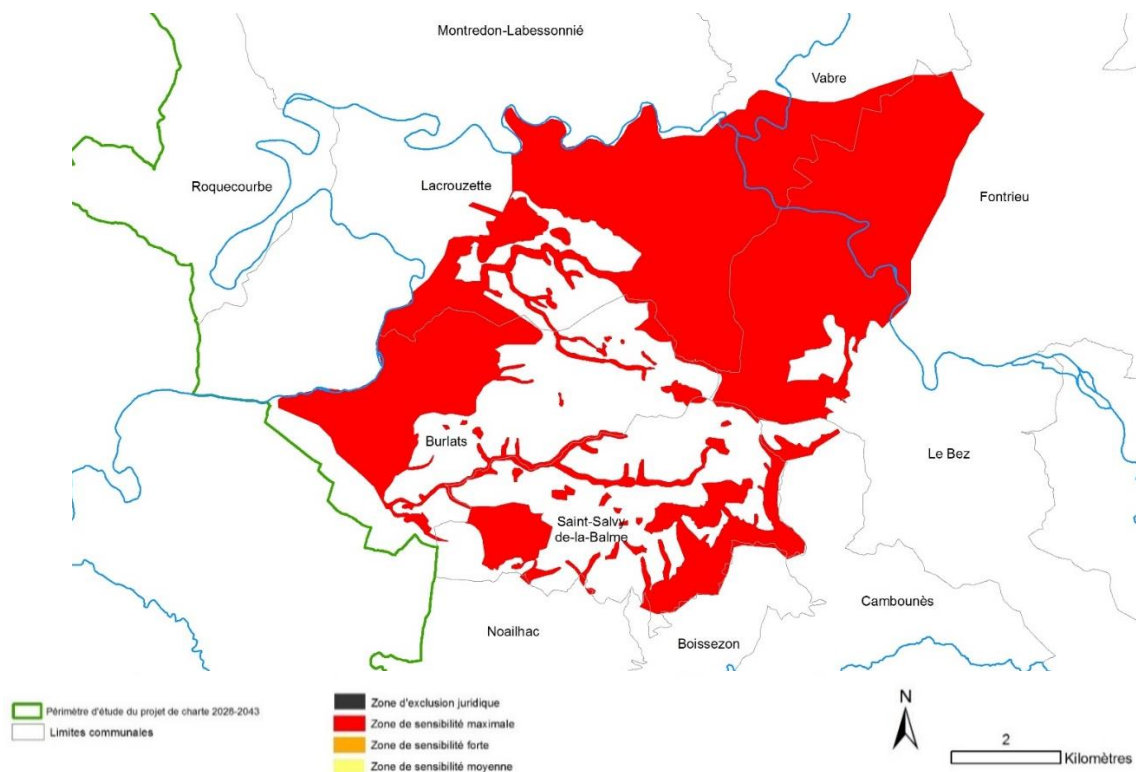 Montredon-Labessonnié
Vabre
Roquecourbe
Lacrouzette
Fontrieu
Burlats
Le Bez
Saint-Salvy
de-la-Balme
Cambounès
Noailhac
Boissezon
Périmètre d'étude du projet de charte 2028-2043
Limites communales
Zone d'exclusion juridique
Zone de sensibilité maximale
Zone de sensibilité forte
Zone de sensibilité moyenne
N
2
Kilomètres